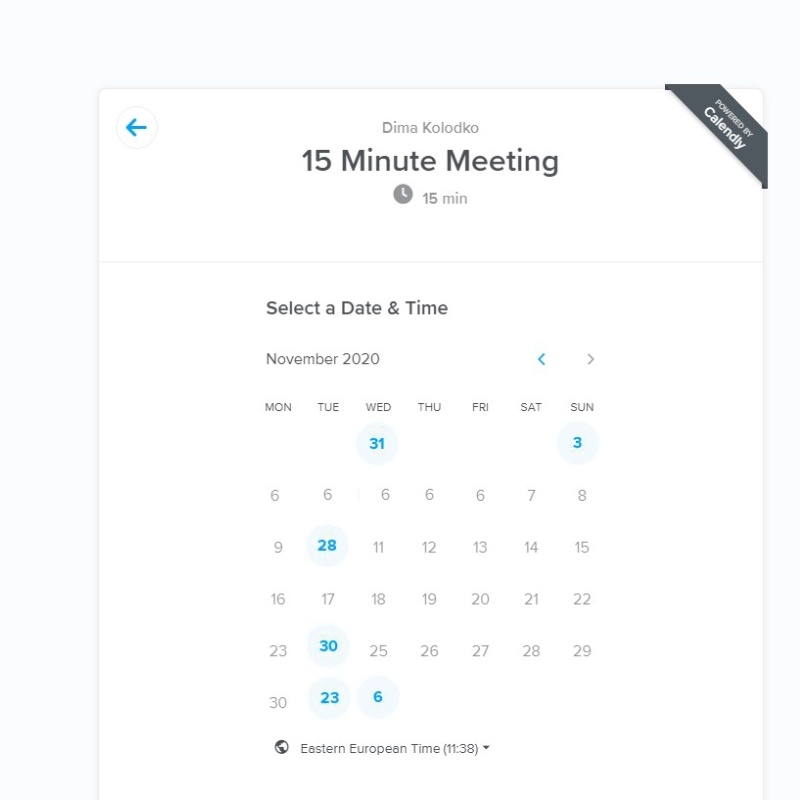 POWERED BY
Calendly
Dima Kolodko
15 Minute Meeting
15 min
Select a Date & Time
November 2020
MON TUE WED THU FRI SAT SUN
31 3
6 6 6 6 6 7 8
9 28 11 12 13 14 15
16 17 18 19 20 21 22
23 30 25 26 27 28 29
30 23 6
Eastern European Time (11:38)